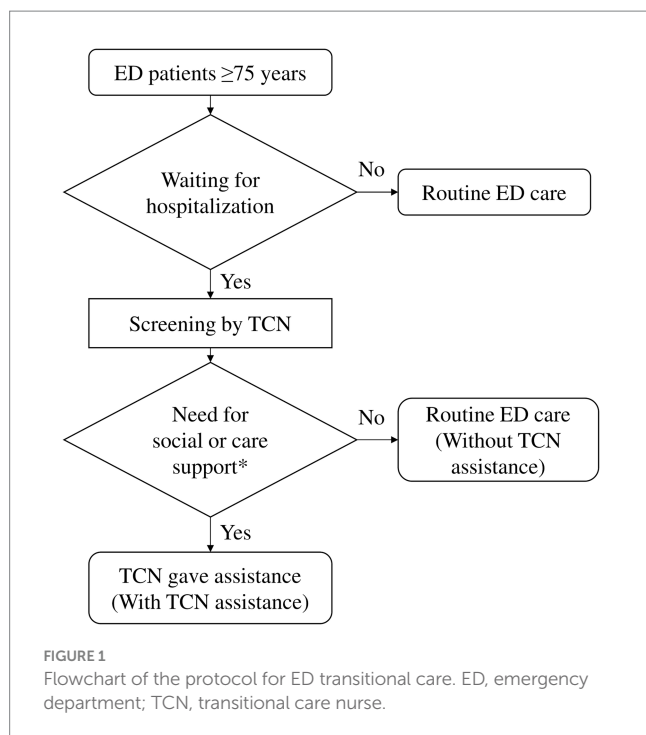 ED patients ≥75 years
Waiting for
hospitalization
No
Routine ED care
Yes
Screening by TCN
Need for
social or care
support*
No
Routine ED care
(Without TCN
assistance)
Yes
TCN gave assistance
(With TCN assistance)
FIGURE 1
Flowchart of the protocol for ED transitional care. ED, emergency
department; TCN, transitional care nurse.